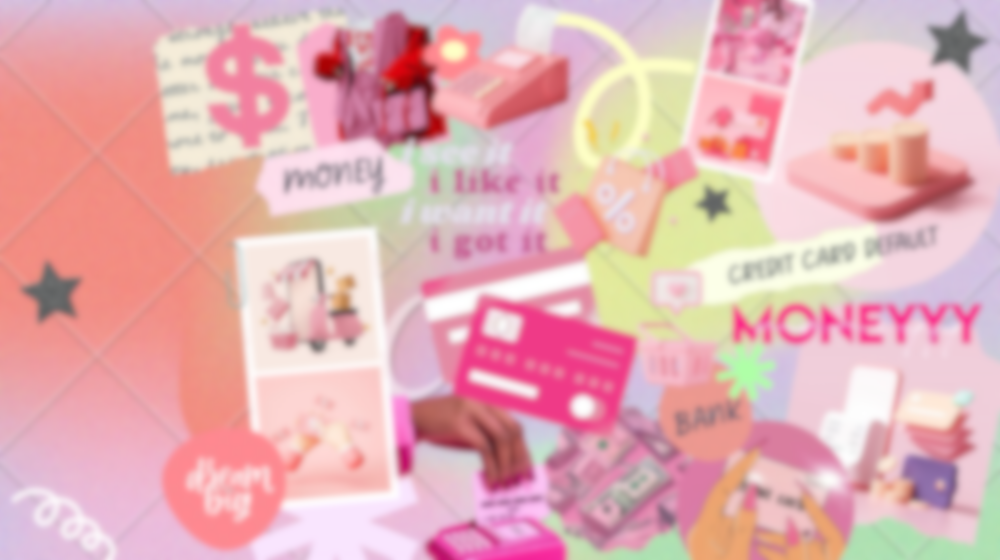 $
money
i see it
i like it
i want it
i got it
%
CREDIT CARD DEFAULT
MONEYYY
BANK
dream
big